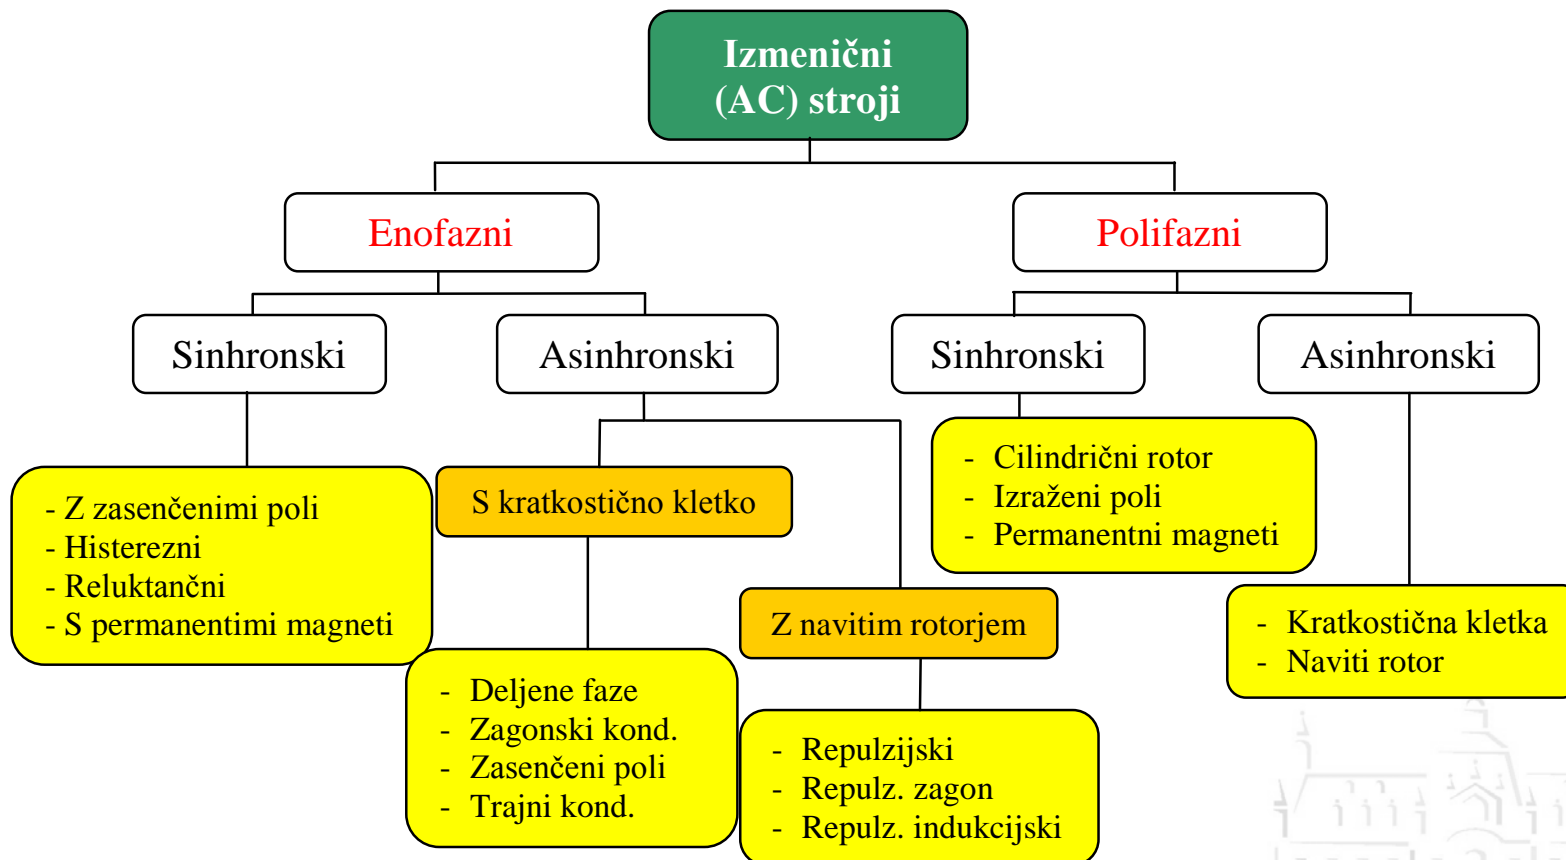 Izmenični
(AC) stroji
Enofazni
Polifazni
Sinhronski
Asinhronski
Sinhronski
Asinhronski
- Z zasenčenimi poli
- Histerezni
- Reluktančni
- S permanentimi magneti
S kratkostično kletko
- Deljene faze
- Zagonski kond.
- Zasenčeni poli
- Trajni kond.
Z navitim rotorjem
- Repulzijski
- Repulz. zagon
- Repulz. indukcijski
- Cilindrični rotor
- Izraženi poli
- Permanentni magneti
- Kratkostična kletka
- Naviti rotor